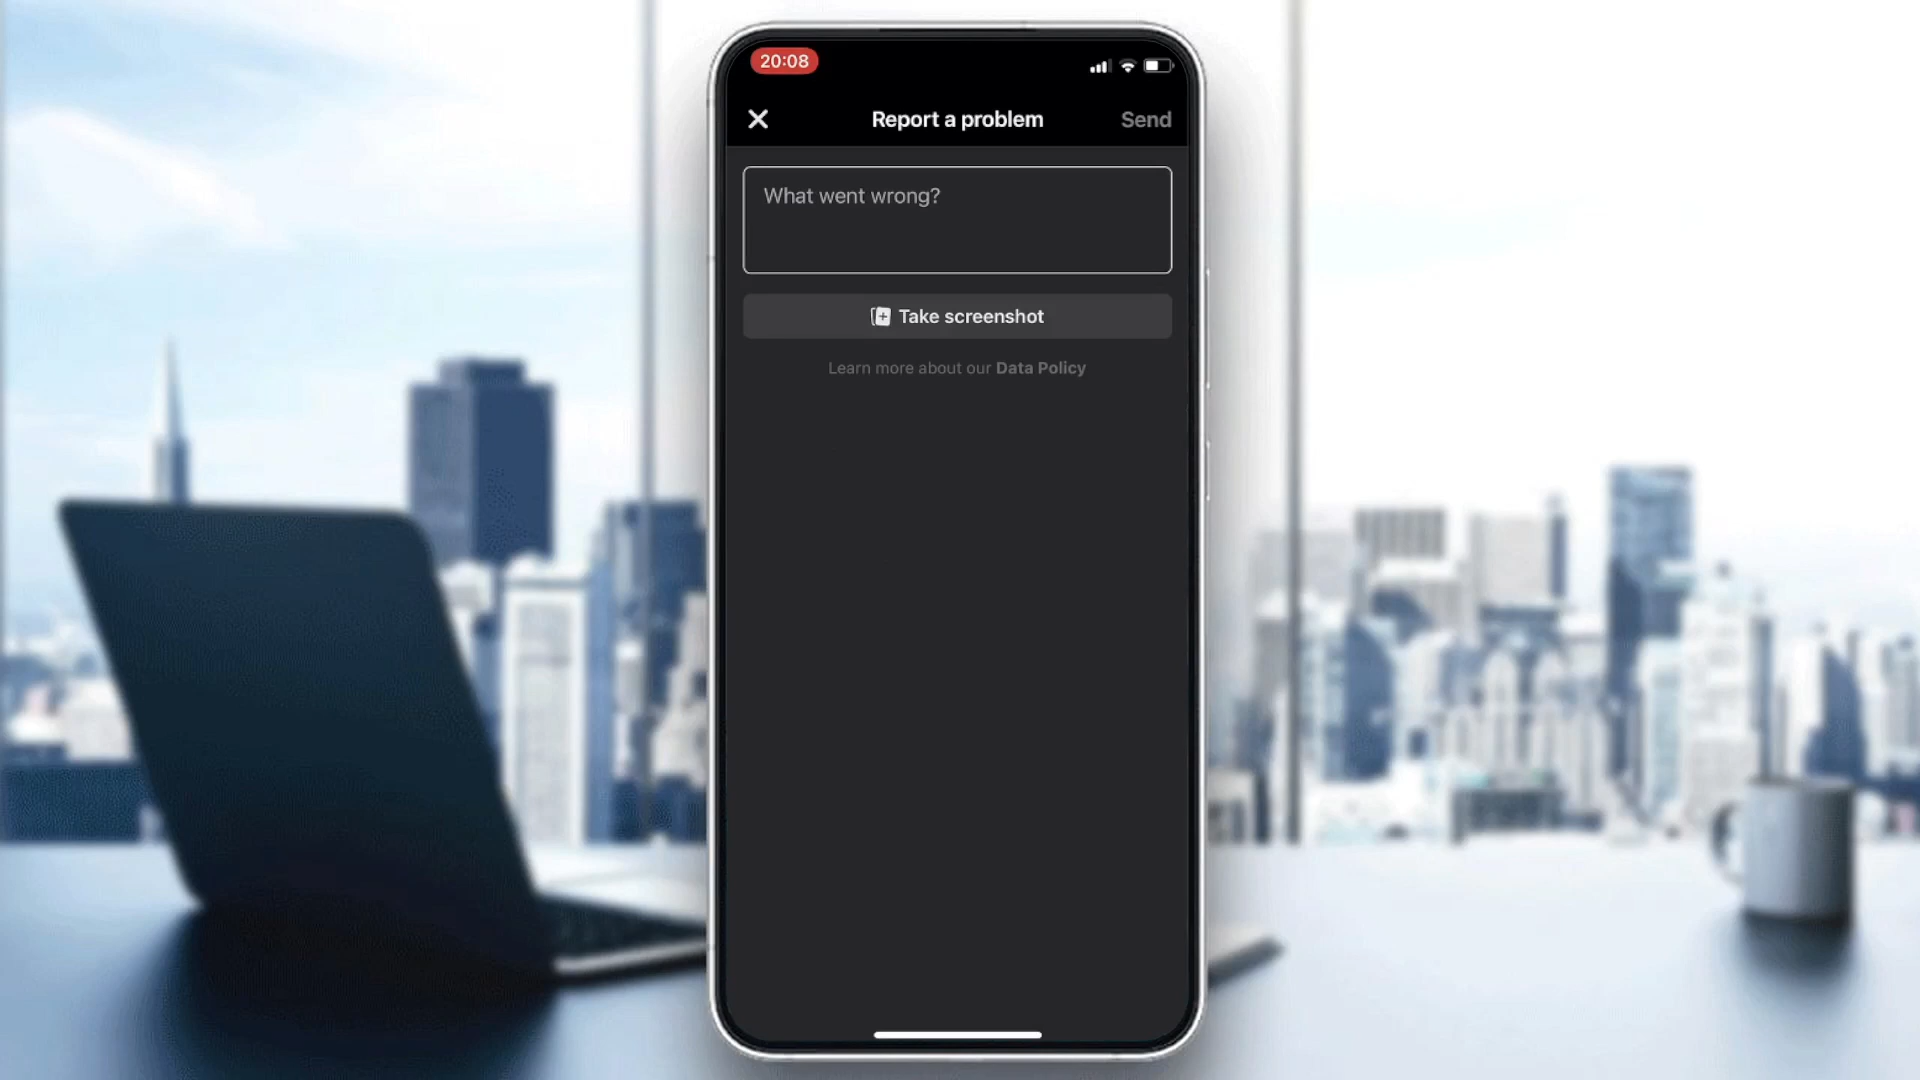 20:08
Report a problem
Send
What went wrong?
Take screenshot
Learn more about our Data Policy